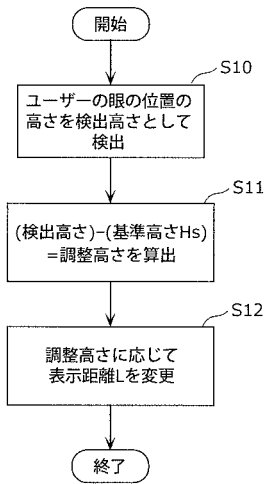 開始
S10
ユーザーの眼の位置の
高さを検出高さとして
検出
S11
(検出高さ)-(基準高さHs)
=調整高さを算出
S12
調整高さに応じて
表示距離Lを変更
終了